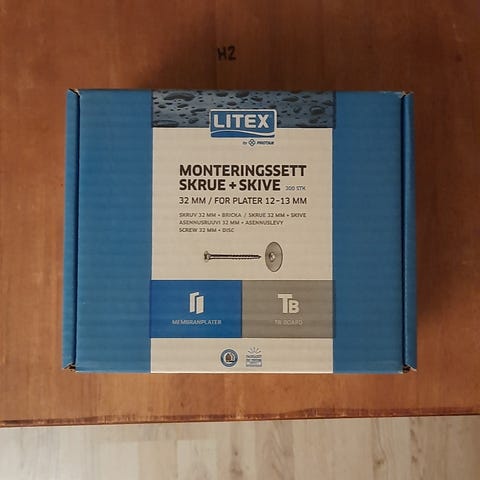 H2
LITEX
by PROTAN
MONTERINGSSETT
SKRUE + SKIVE 300 STK
32 MM / FOR PLATER 12-13 MM
SKRUV 32 MM + BRICKA / SKRUE 32 MM + SKIVE
ASENNUSRUUVI 32 MM + ASENNUSLEVY
SCREW 32 MM + DISC
MEMBRANPLATER
TB
TB BOARD